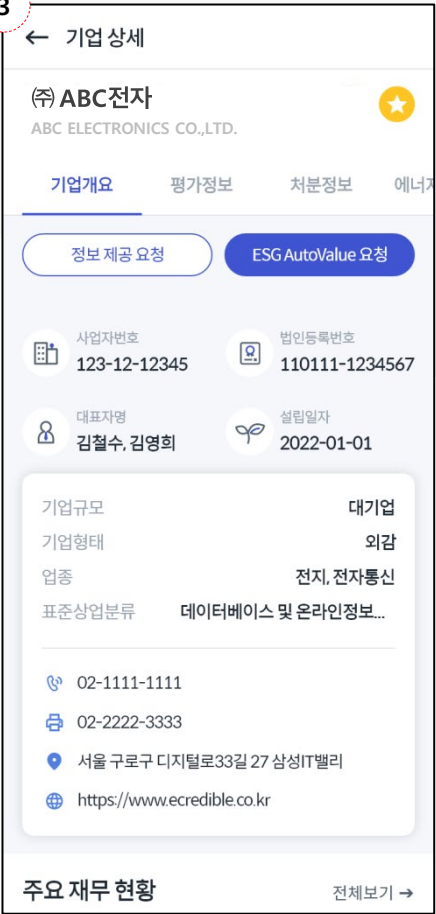 3
← 기업 상세
㈜ ABC전자
ABC ELECTRONICS CO.,LTD.
기업개요 평가정보 처분정보 에너지
정보 제공 요청 ESG AutoValue 요청
사업자번호 법인등록번호
123-12-12345 110111-1234567
대표자명 설립일자
김철수, 김영희 2022-01-01
기업규모 대기업
기업형태 외감
업종 전지, 전자통신
표준상업분류 데이터베이스 및 온라인정보...
02-1111-1111
02-2222-3333
서울 구로구 디지털로33길 27 삼성IT밸리
https://www.ecredible.co.kr
주요 재무 현황 전체보기 →